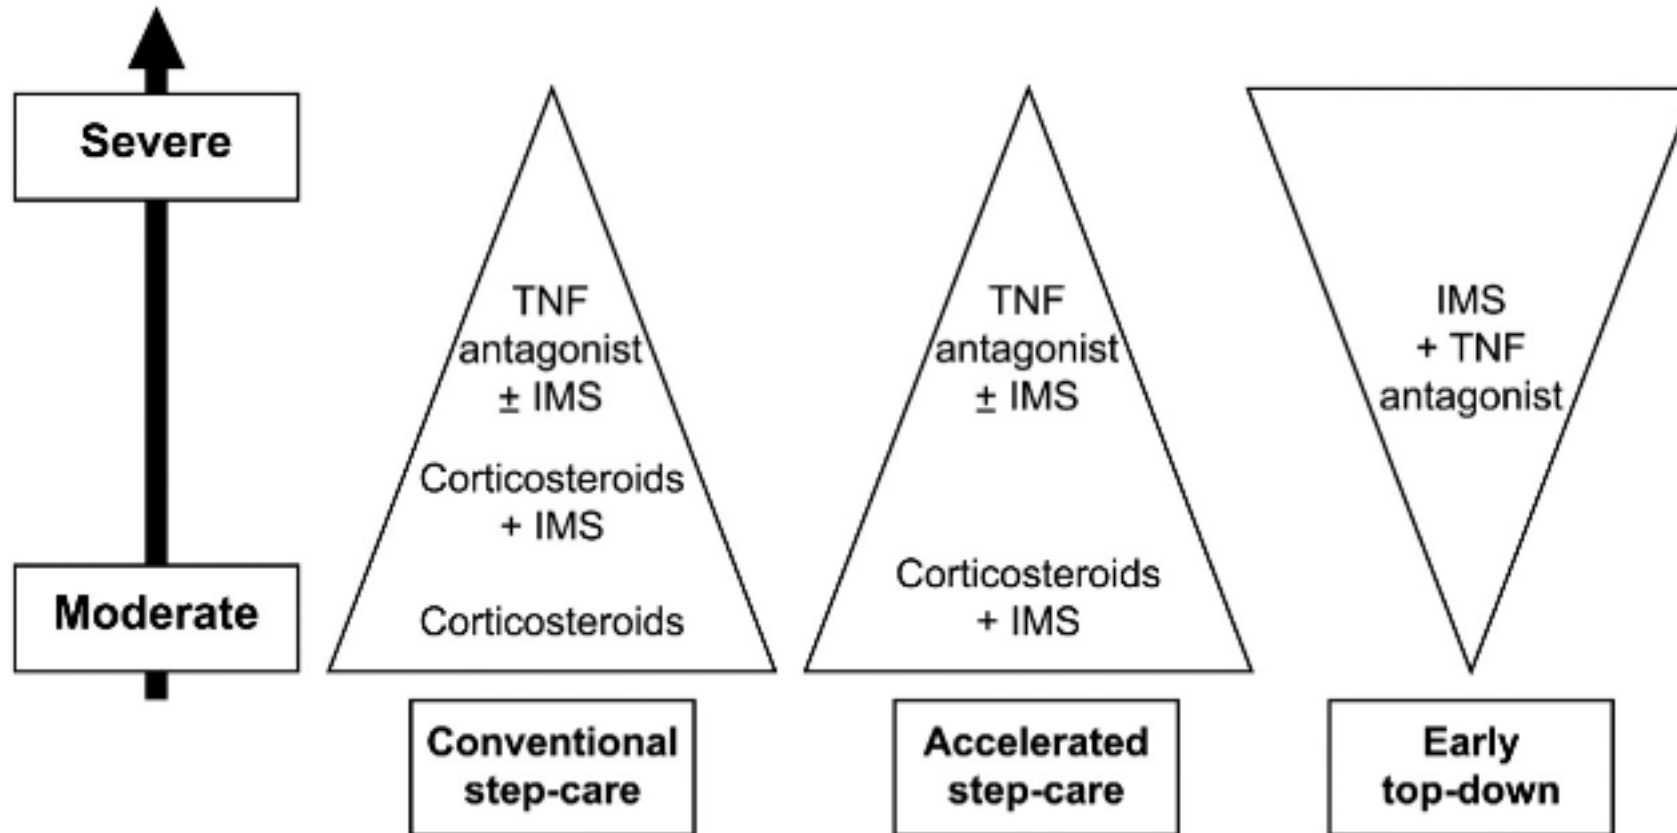 Severe
Moderate
TNF
antagonist
± IMS
Corticosteroids
+ IMS
Corticosteroids
Conventional
step-care
TNF
antagonist
± IMS
Corticosteroids
+ IMS
Accelerated
step-care
IMS
+ TNF
antagonist
Early
top-down